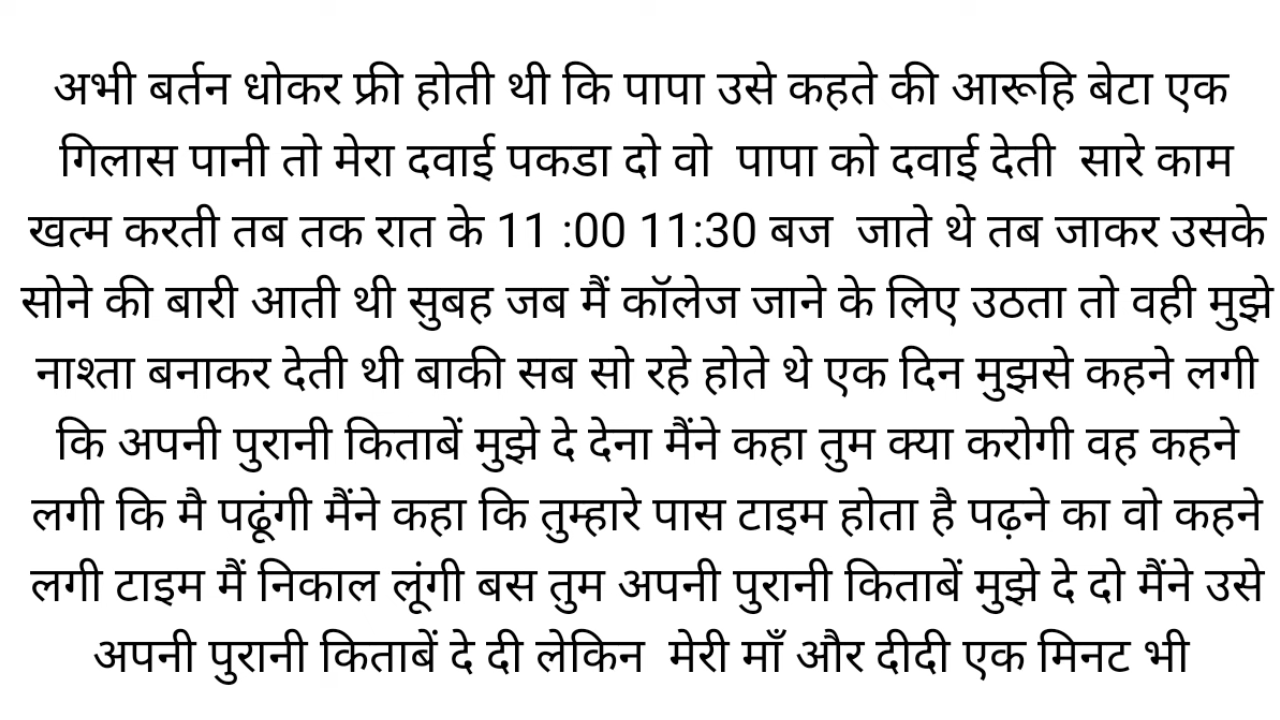 अभी बर्तन धोकर फ्री होती थी कि पापा उसे कहते की आरूहि बेटा एक
गिलास पानी तो मेरा दवाई पकडा दो वो पापा को दवाई देती सारे काम
खत्म करती तब तक रात के 11 :00 11:30 बज जाते थे तब जाकर उसके
सोने की बारी आती थी सुबह जब मैं कॉलेज जाने के लिए उठता तो वही मुझे
नाश्ता बनाकर देती थी बाकी सब सो रहे होते थे एक दिन मुझसे कहने लगी
कि अपनी पुरानी किताबें मुझे दे देना मैंने कहा तुम क्या करोगी वह कहने
लगी कि मै पढूंगी मैंने कहा कि तुम्हारे पास टाइम होता है पढ़ने का वो कहने
लगी टाइम मैं निकाल लूंगी बस तुम अपनी पुरानी किताबें मुझे दे दो मैंने उसे
अपनी पुरानी किताबें दे दी लेकिन मेरी माँ और दीदी एक मिनट भी